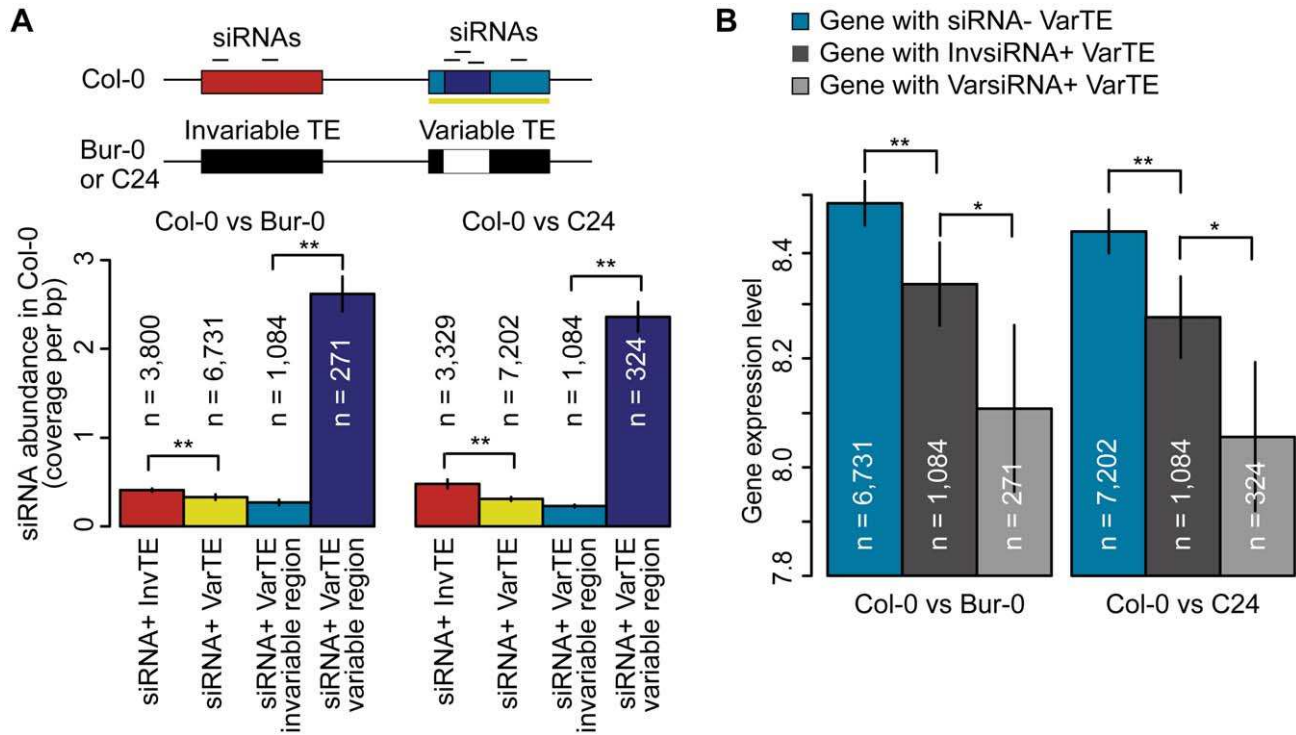 A
siRNAs
siRNAs
Col-0
Invariable TE
Variable TE
Bur-0
or C24
Col-0 vs Bur-0
Col-0 vs C24
siRNA abundance in Col-0
(coverage per bp)
3
2
1
0
n = 3,800
n = 6,731
n = 1,084
n = 271
**
**
n = 3,329
n = 7,202
n = 1,084
n = 324
**
**
siRNA+ InvTE
siRNA+ VarTE
siRNA+ VarTE
invariable region
siRNA+ VarTE
variable region
siRNA+ InvTE
siRNA+ VarTE
siRNA+ VarTE
invariable region
siRNA+ VarTE
variable region
B
Gene with siRNA- VarTE
Gene with InvsiRNA+ VarTE
Gene with VarsiRNA+ VarTE
Gene expression level
8.4
8.2
8.0
7.8
**
*
**
*
n = 6,731
n = 1,084
n = 271
n = 7,202
n = 1,084
n = 324
Col-0 vs Bur-0
Col-0 vs C24